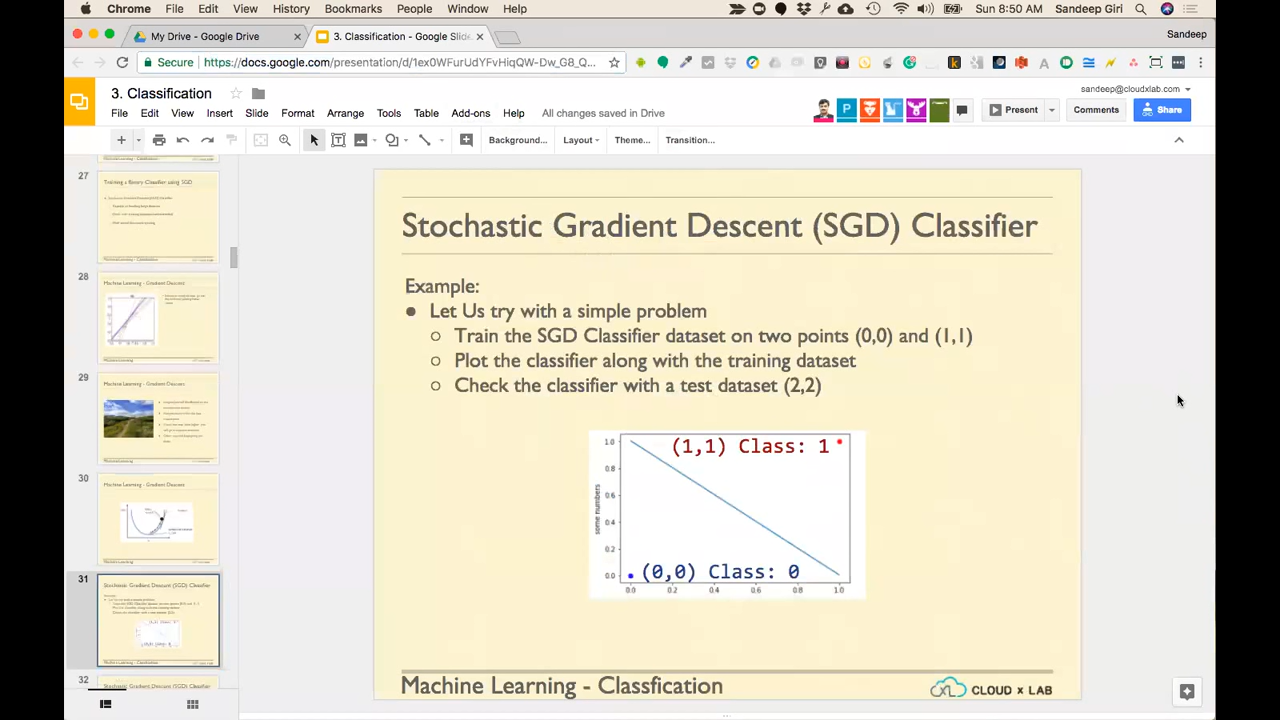 Chrome File Edit View History Bookmarks People Window Help Sun 8:50 AM Sandeep Giri
My Drive - Google Drive 3. Classification - Google Slide Sandeep
Secure https://docs.google.com/presentation/d/1ex0WFurUdYFvHiqQW-Dw_G8_Q...
3. Classification sandeep@cloudxlab.com
File Edit View Insert Format Arrange Tools Table Add-ons Help All changes saved in Drive Present Comments Share
Background... Layout Theme... Transition...
27
Training a Binary Classifier using SGD
28
Machine Learning - Gradient Descent
29
Machine Learning - Gradient Descent
30
Machine Learning - Gradient Descent
31
Stochastic Gradient Descent (SGD) Classifier
32
Stochastic Gradient Descent (SGD) Classifier
Stochastic Gradient Descent (SGD) Classifier
Example:
● Let Us try with a simple problem
○ Train the SGD Classifier dataset on two points (0,0) and (1,1)
○ Plot the classifier along with the training dataset
○ Check the classifier with a test dataset (2,2)
1.0
(1,1) Class: 1
0.8
0.6
some numbers
0.4
0.2
0.0
(0,0) Class: 0
0.0 0.2 0.4 0.6 0.8 1.0
Machine Learning - Classfication
CLOUD x LAB